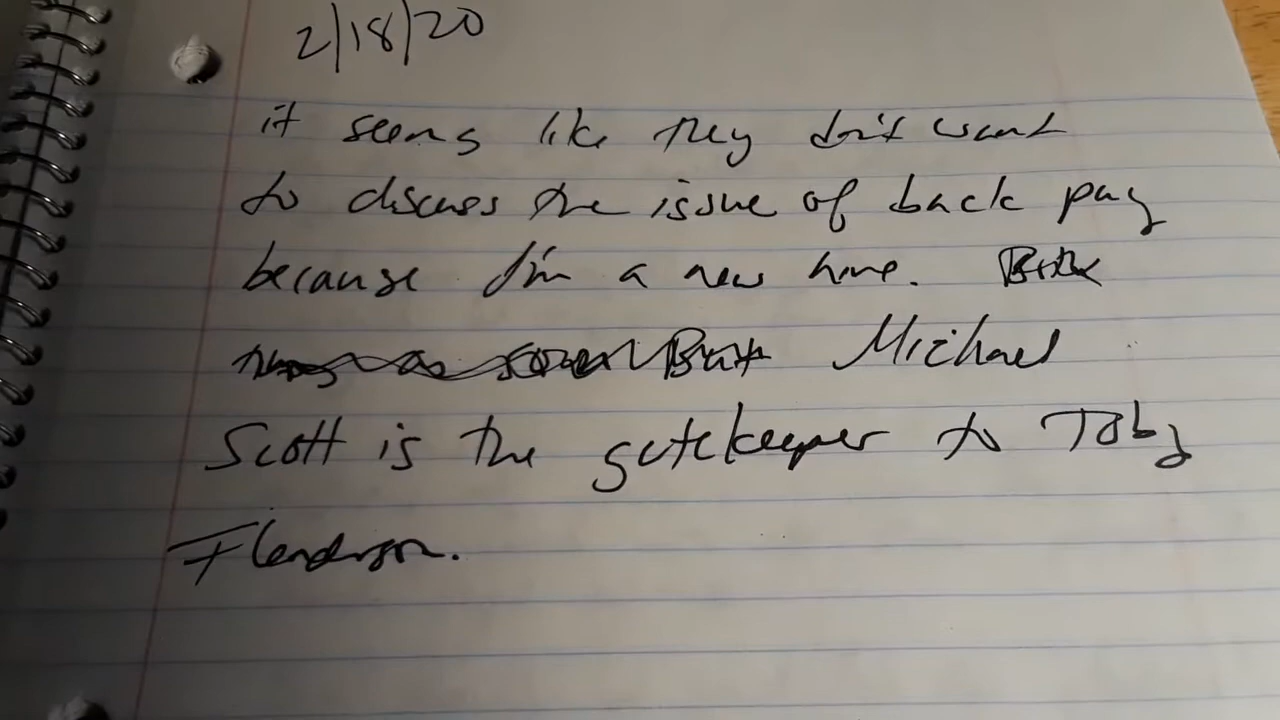 2/18/20
it seems like they don't want
to discuss the issue of back pay
because I'm a new hire.
But Michael
Scott is the gatekeeper to Toby
Flenderson.